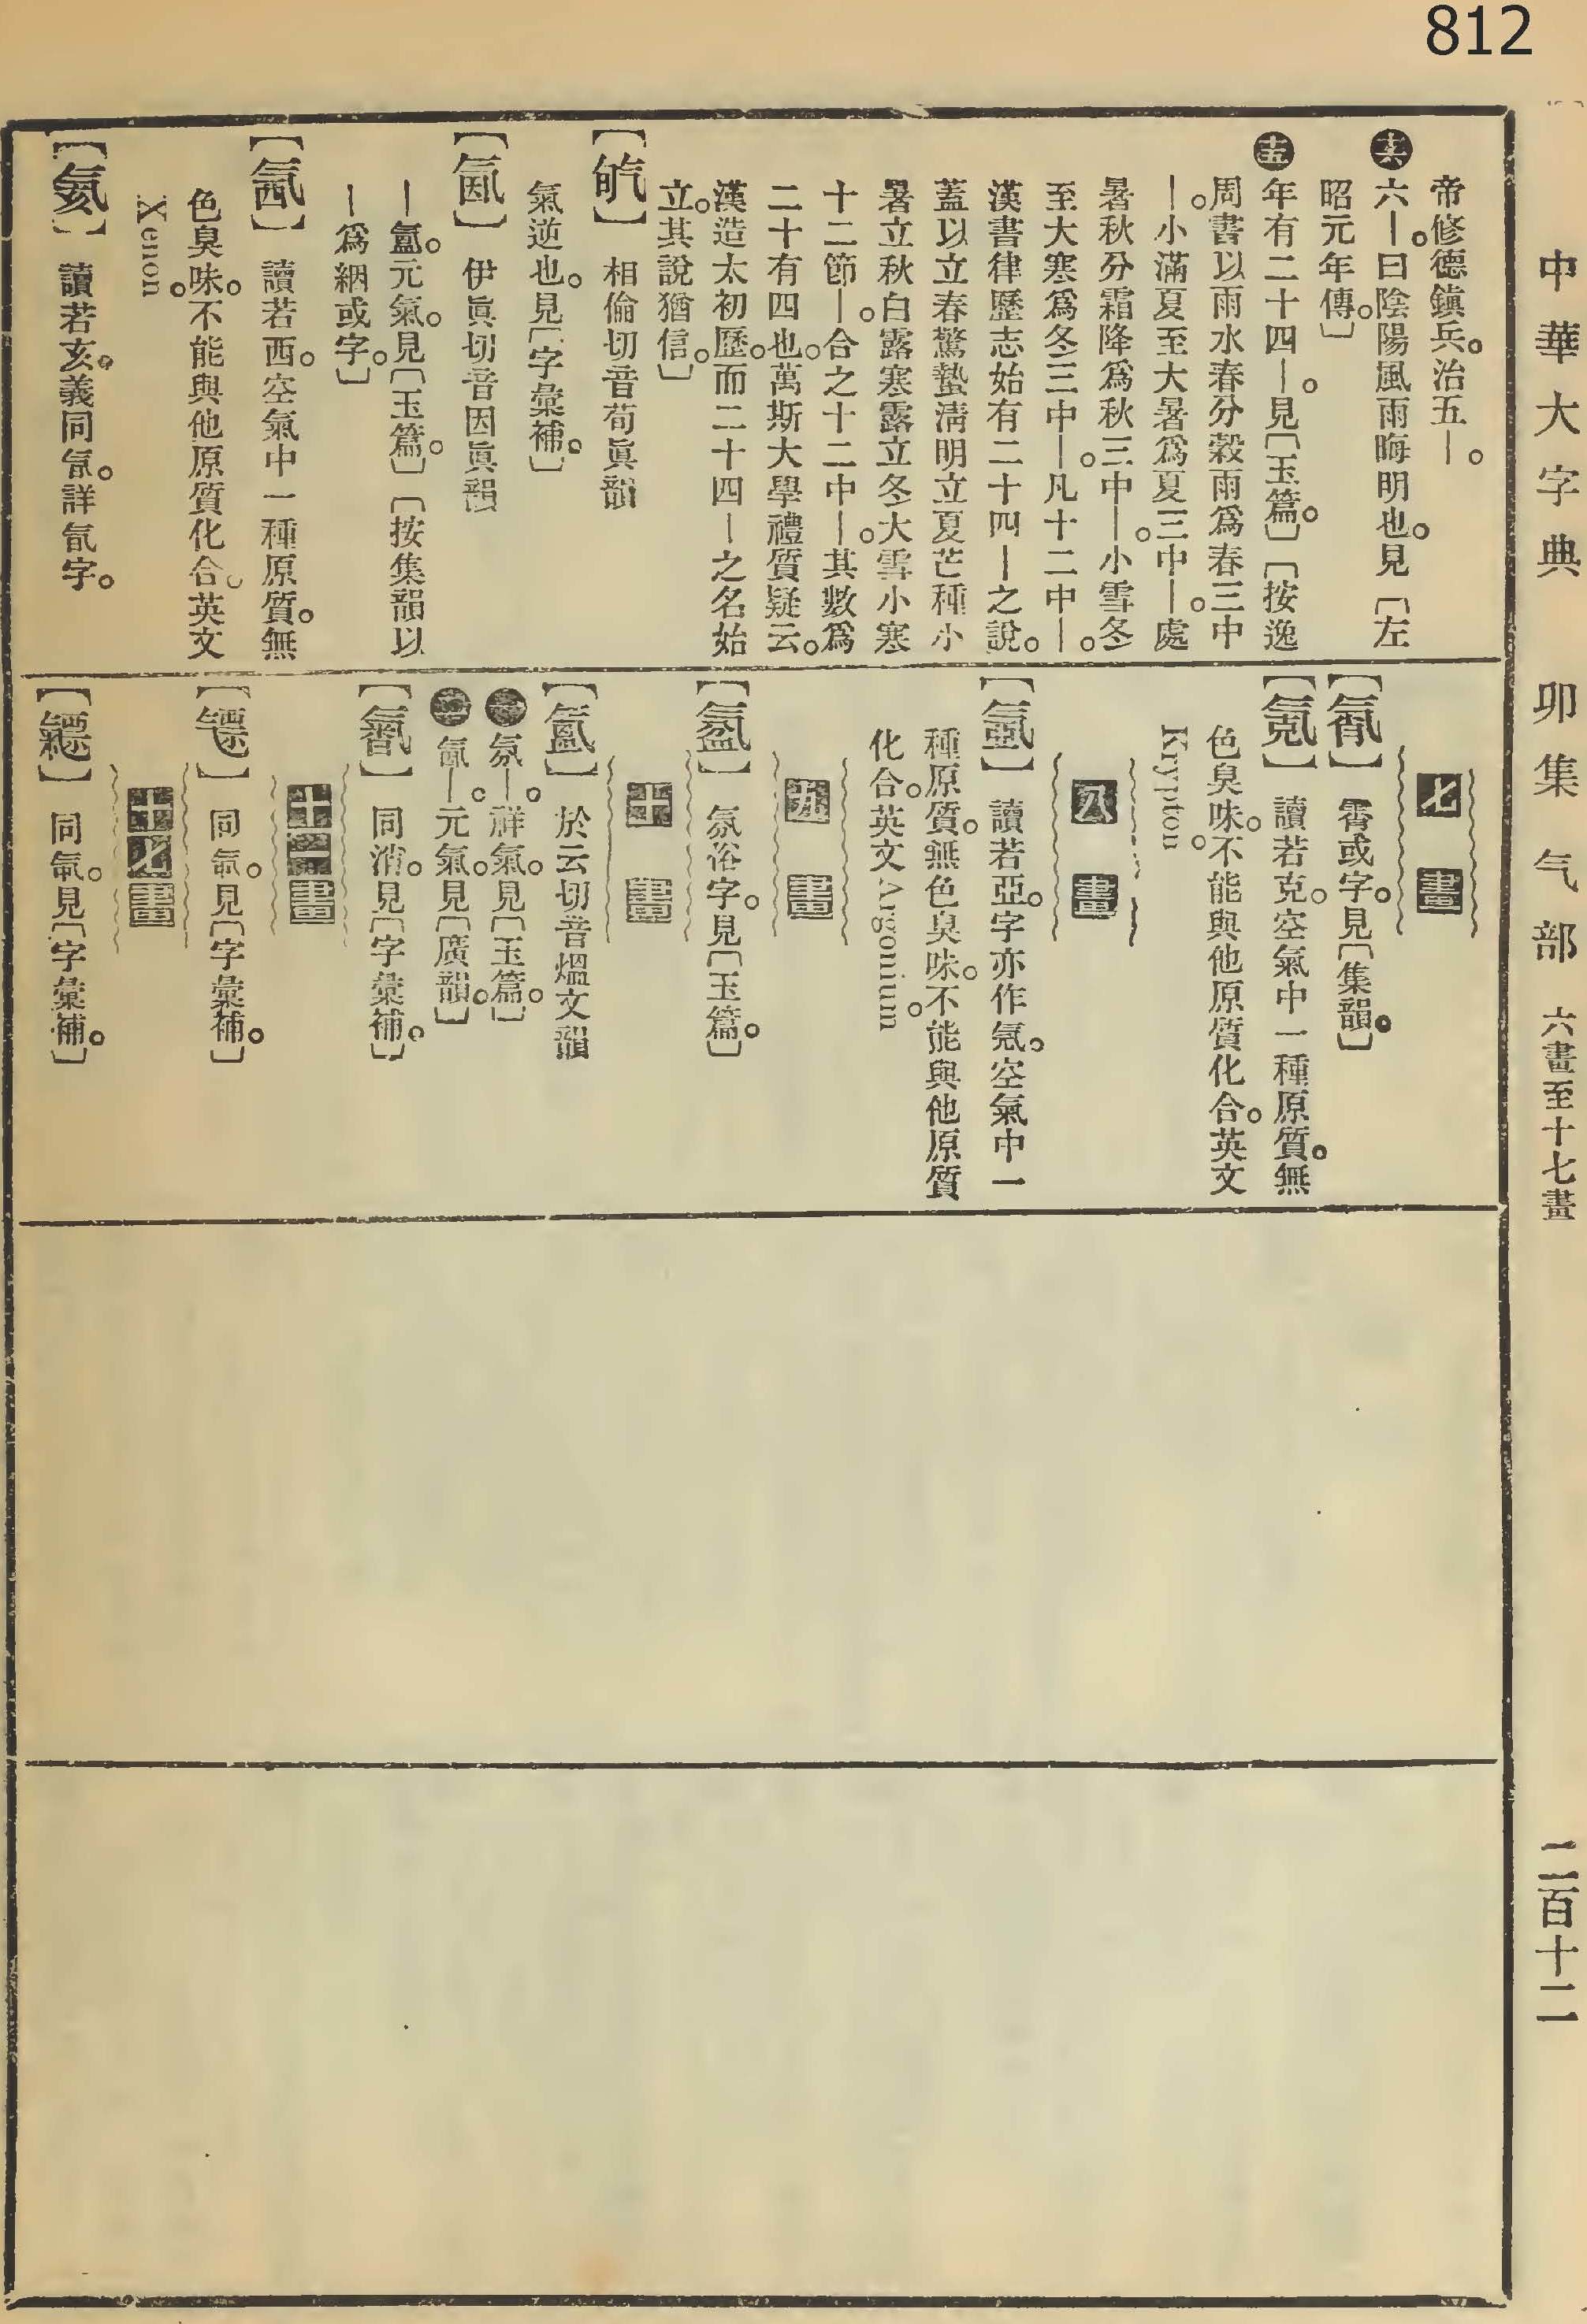 812
中華大字典 卯集 气部 六畫至十七畫 一二百十二
帝修德鎭兵。治五｜。
六｜。曰陰陽風雨晦明也。見〔左
昭元年傳。〕
年有二十四｜。見〔玉篇。〕〔按逸
周書以雨水春分穀雨爲春三中
｜。小滿夏至大暑爲夏三中｜。處
暑秋分霜降爲秋三中｜。小雪冬
至大寒爲冬三中｜。凡十二中｜。
漢書律歷志始有二十四｜之說。
蓋以立春驚蟄淸明立夏芒種小
暑立秋白露寒露立冬大雪小寒
十二節｜。合之十二中｜。其數爲
二十有四也。萬斯大學禮質疑云。
漢造太初歷。而二十四｜之名始
立。其說猶信。〕
相倫切音荀眞韻
氣逆也。見〔字彙補。〕
【氤】伊眞切音因眞韻
｜氳。元氣。見〔玉篇。〕〔按集韻以
｜爲絪或字。〕
讀若西。空氣中一種原質。無
色臭味。不能與他原質化合。英文
Xenon。
【氦】讀若亥。義同氜。詳氜字。
七畫
霱或字。見〔集韻。〕
【氪】讀若克。空氣中一種原質。無
色臭味。不能與他原質化合。英文
Krypton。
八畫
【氬】讀若亞。字亦作氞。空氣中一
種原質。無色臭味。不能與他原質
化合。英文Argonium。
九畫
氛俗字。見〔玉篇。〕
十畫
【氳】於云切音熅文韻
氛｜。祥氣。見〔玉篇。〕
氤｜。元氣。見〔廣韻。〕
同消。見〔字彙補。〕
十二畫
同氣。見〔字彙補。〕
十七畫
同氣。見〔字彙補。〕